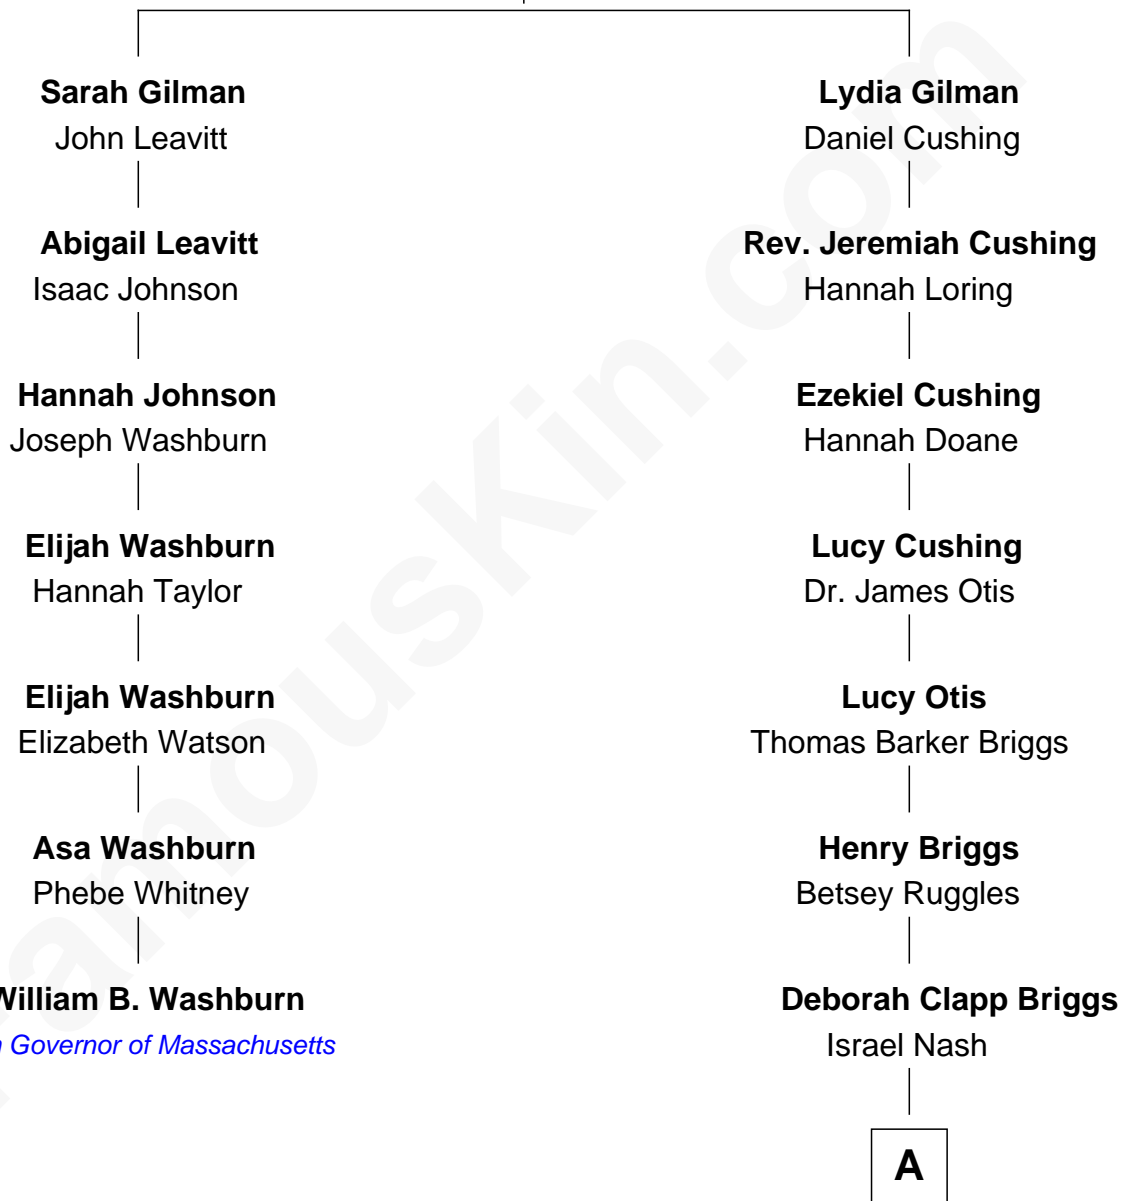 Sarah Gilman
John Leavitt
Lydia Gilman
Daniel Cushing
Abigail Leavitt
Isaac Johnson
Rev. Jeremiah Cushing
Hannah Loring
Hannah Johnson
Joseph Washburn
Ezekiel Cushing
Hannah Doane
Elijah Washburn
Hannah Taylor
Lucy Cushing
Dr. James Otis
Elijah Washburn
Elizabeth Watson
Lucy Otis
Thomas Barker Briggs
Asa Washburn
Phebe Whitney
Henry Briggs
Betsey Ruggles
William B. Washburn
Governor of Massachusetts
Deborah Clapp Briggs
Israel Nash
A
FamousKin.com